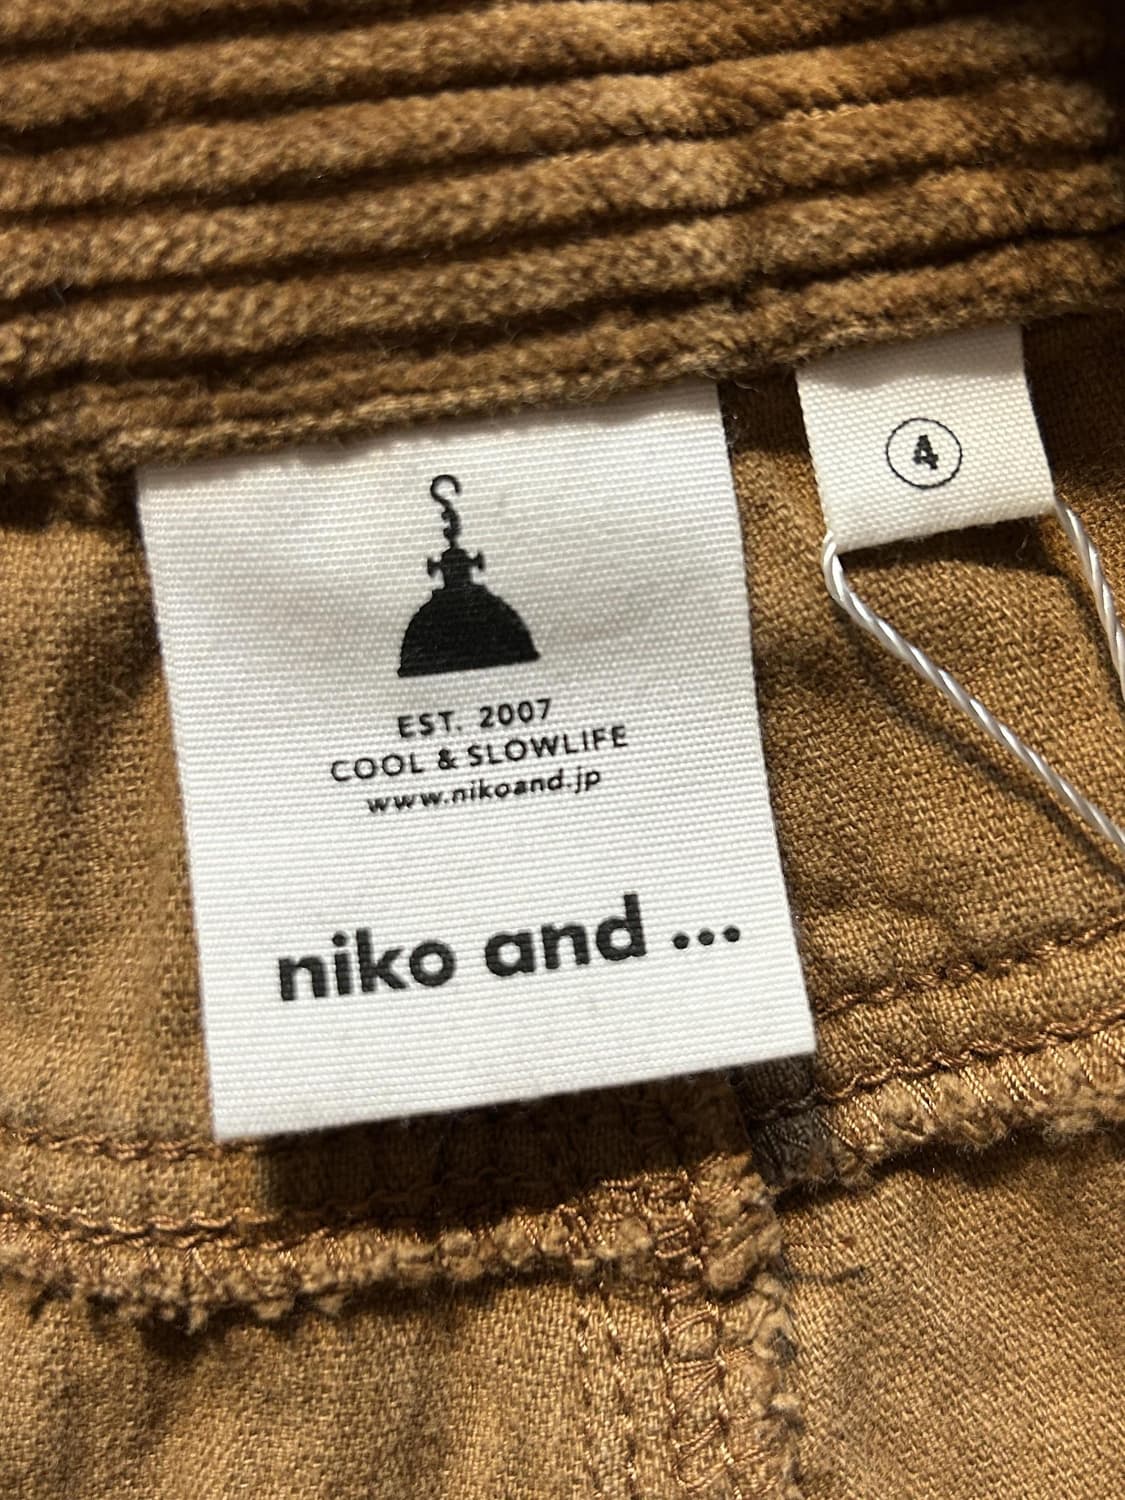 4
EST. 2007
COOL & SLOWLIFE
www.nikoand.jp
niko and ...